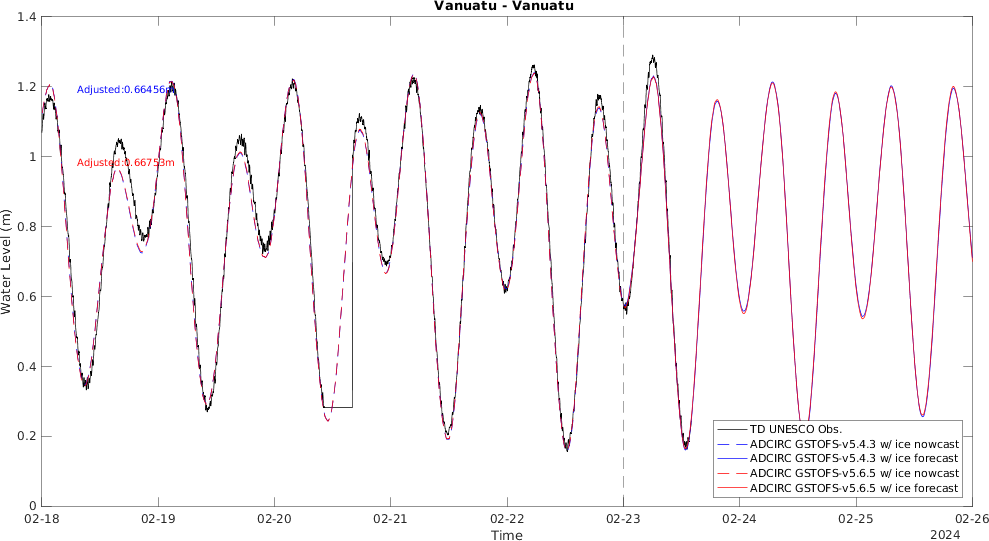 Vanuatu - Vanuatu
1.4
1.2
1
0.8
0.6
0.4
0.2
0
Water Level (m)
Adjusted:0.66456m
Adjusted:0.66753m
TD UNESCO Obs.
ADCIRC GSTOFS-v5.4.3 w/ ice nowcast
ADCIRC GSTOFS-v5.4.3 w/ ice forecast
ADCIRC GSTOFS-v5.6.5 w/ ice nowcast
ADCIRC GSTOFS-v5.6.5 w/ ice forecast
02-18 02-19 02-20 02-21 02-22 02-23 02-24 02-25 02-26
Time
2024